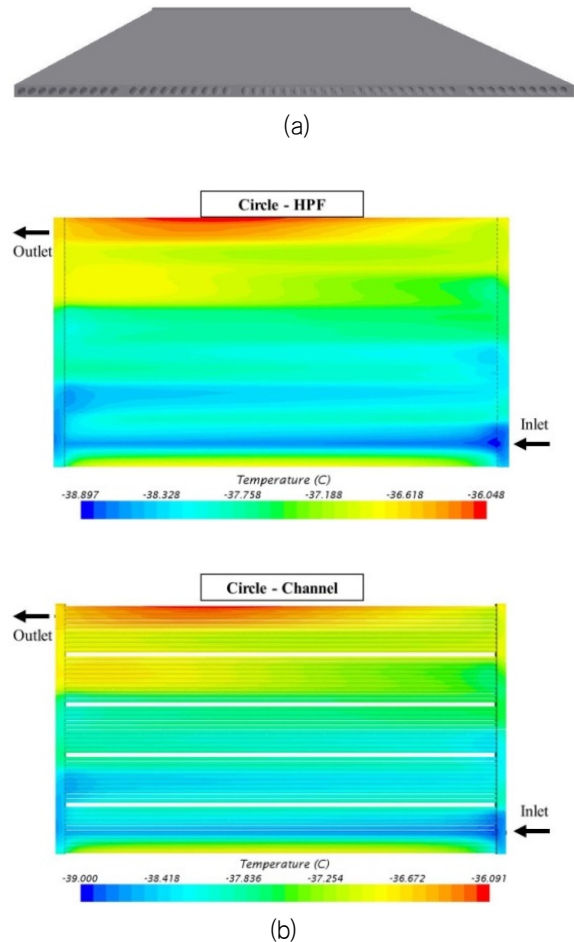 (a)
Circle - HPF
Outlet
Inlet
Temperature (C)
-38.897 -38.328 -37.758 -37.188 -36.618 -36.048
Circle - Channel
Outlet
Inlet
Temperature (C)
-39.000 -38.418 -37.836 -37.254 -36.672 -36.091
(b)